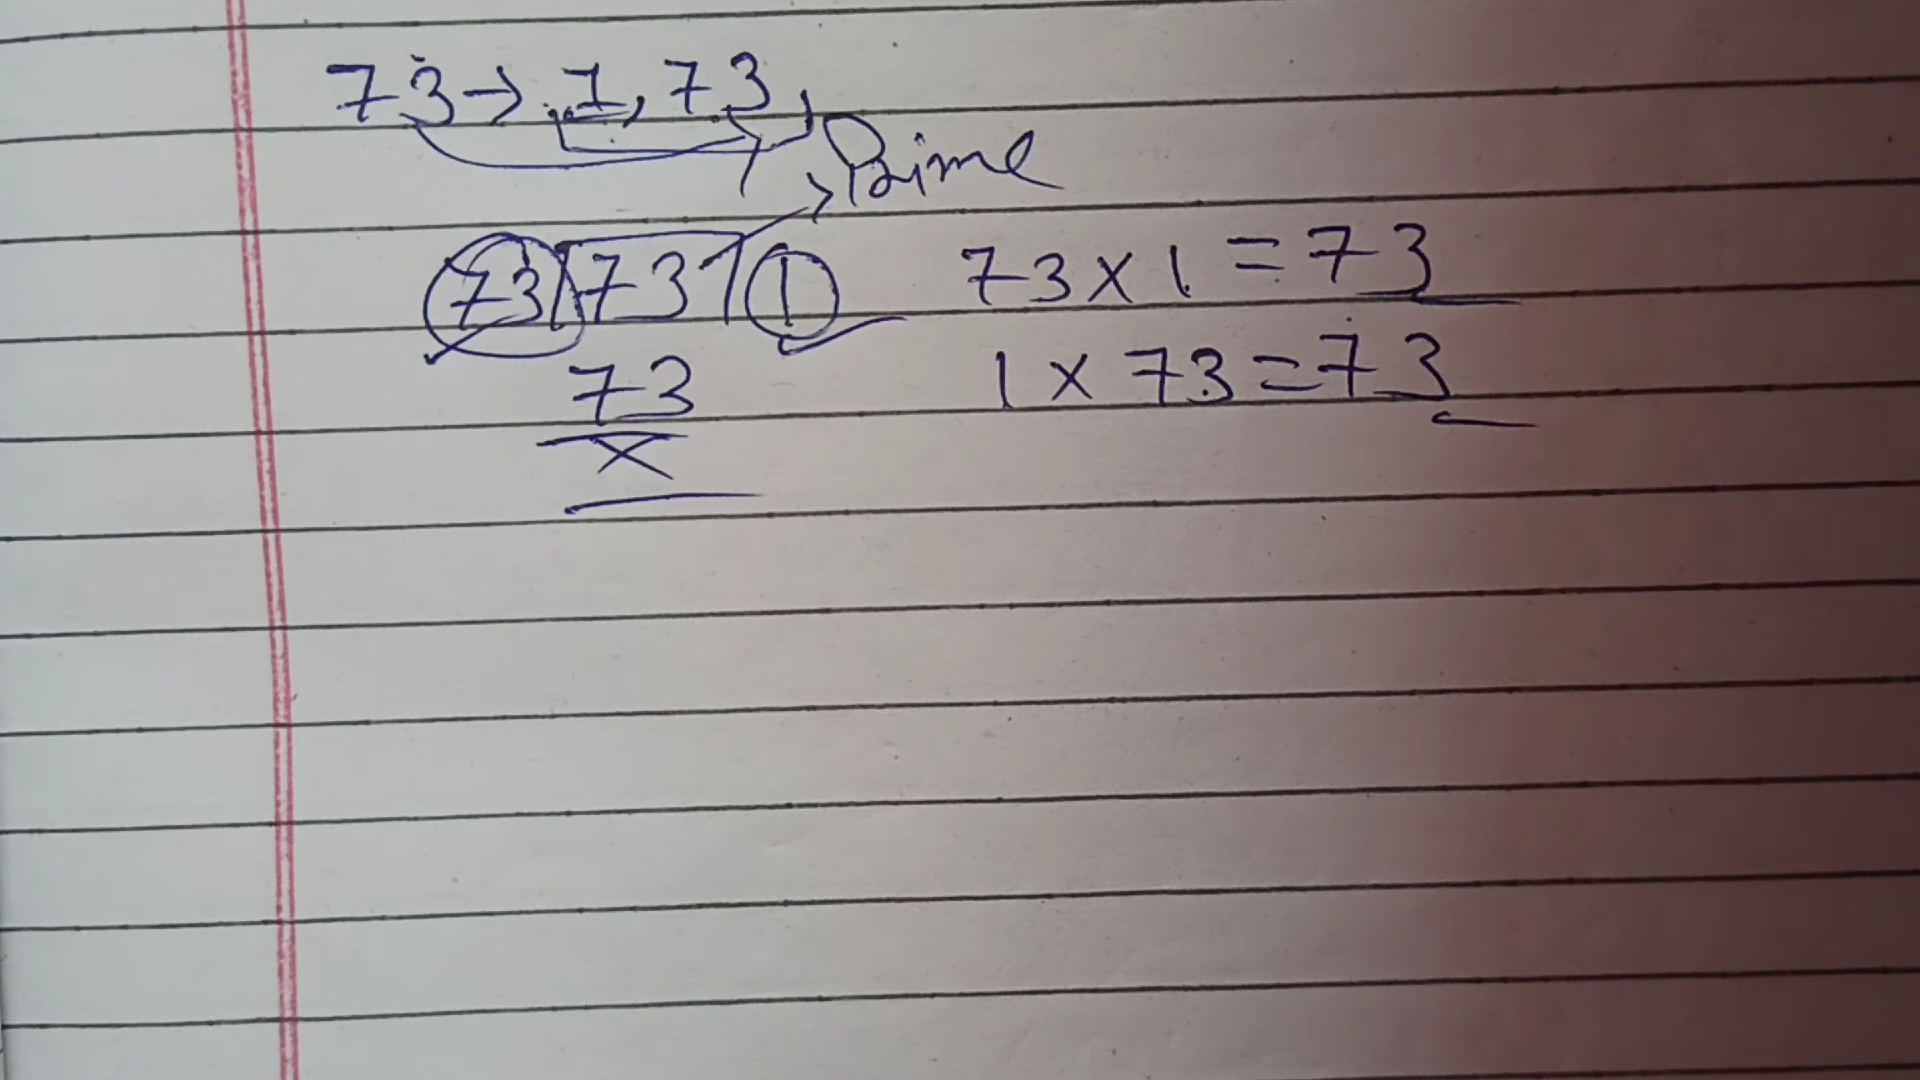 73 → 1, 73,
Prime
73 ) 73 ( 1   73 × 1 = 73
73   1 × 73 = 73
×